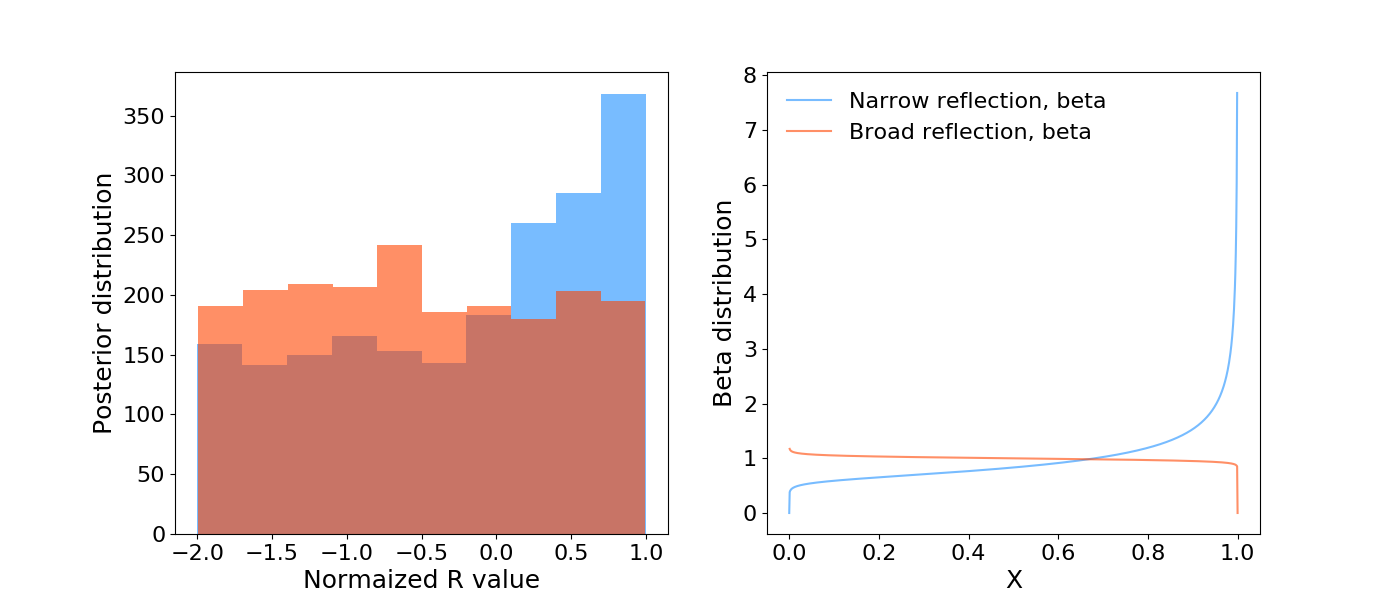 Posterior distribution
350
300
250
200
150
100
50
0
−2.0 −1.5 −1.0 −0.5 0.0 0.5 1.0
Normaized R value
Beta distribution
8
7
6
5
4
3
2
1
0
Narrow reflection, beta
Broad reflection, beta
0.0 0.2 0.4 0.6 0.8 1.0
X